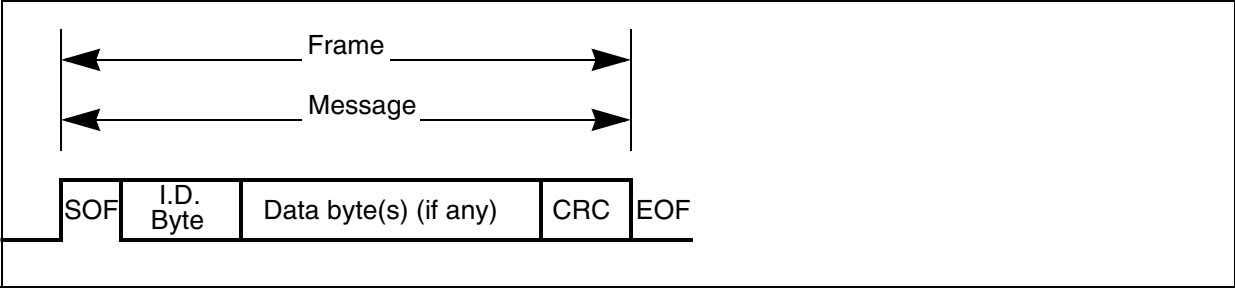 Frame
Message
SOF
I.D.
Byte
Data byte(s) (if any)
CRC
EOF